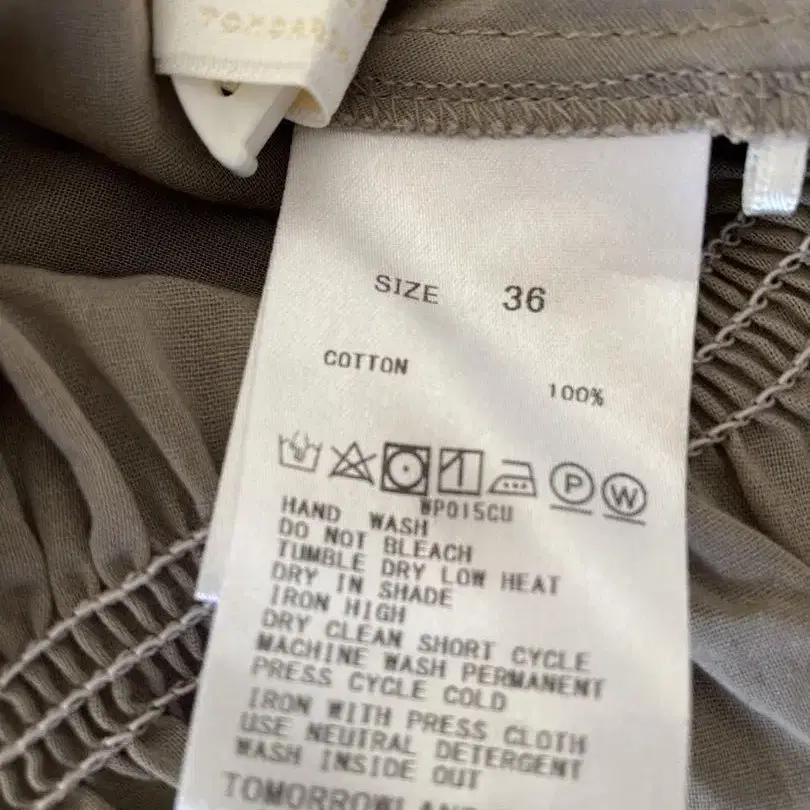 SIZE 36
COTTON
100%
P W
WP015CU
HAND WASH
DO NOT BLEACH
TUMBLE DRY LOW HEAT
DRY IN SHADE
IRON HIGH
DRY CLEAN SHORT CYCLE
MACHINE WASH PERMANENT
PRESS CYCLE COLD
IRON WITH PRESS CLOTH
USE NEUTRAL DETERGENT
WASH INSIDE OUT